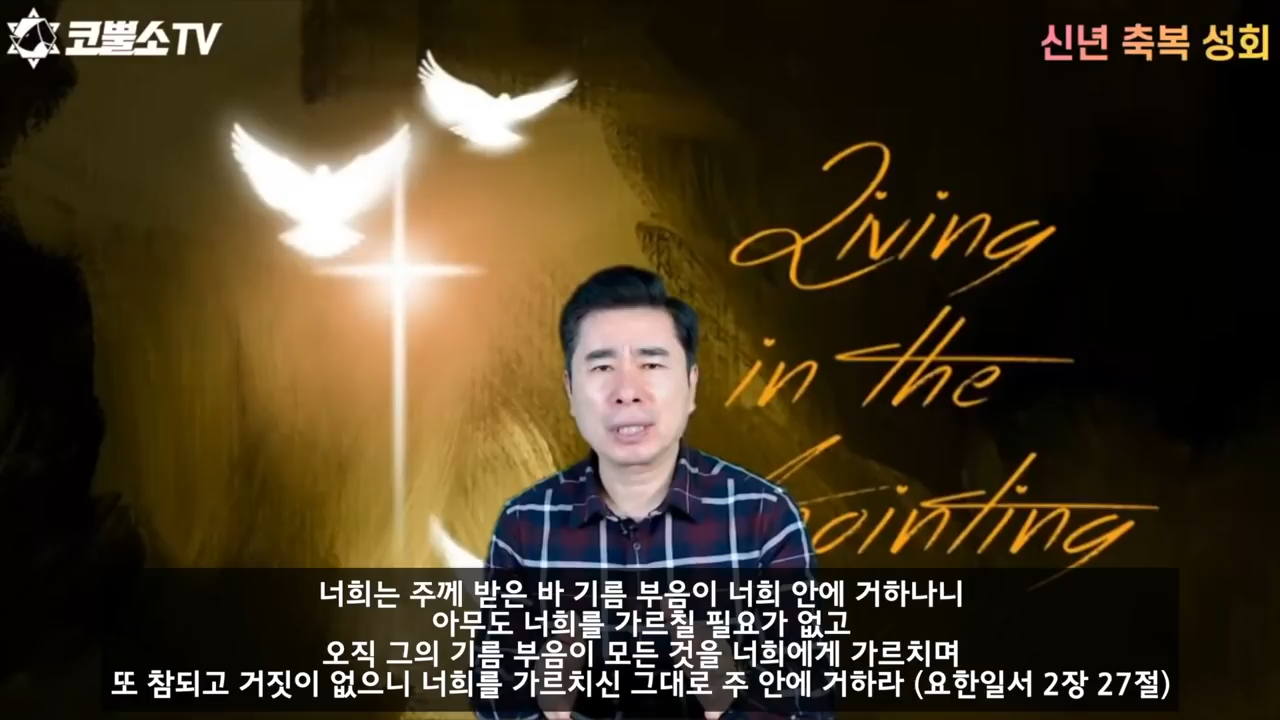 코뿔소TV
신년 축복 성회
Living
in the
너희는 주께 받은 바 기름 부음이 너희 안에 거하나니
아무도 너희를 가르칠 필요가 없고
오직 그의 기름 부음이 모든 것을 너희에게 가르치며
또 참되고 거짓이 없으니 너희를 가르치신 그대로 주 안에 거하라 (요한일서 2장 27절)